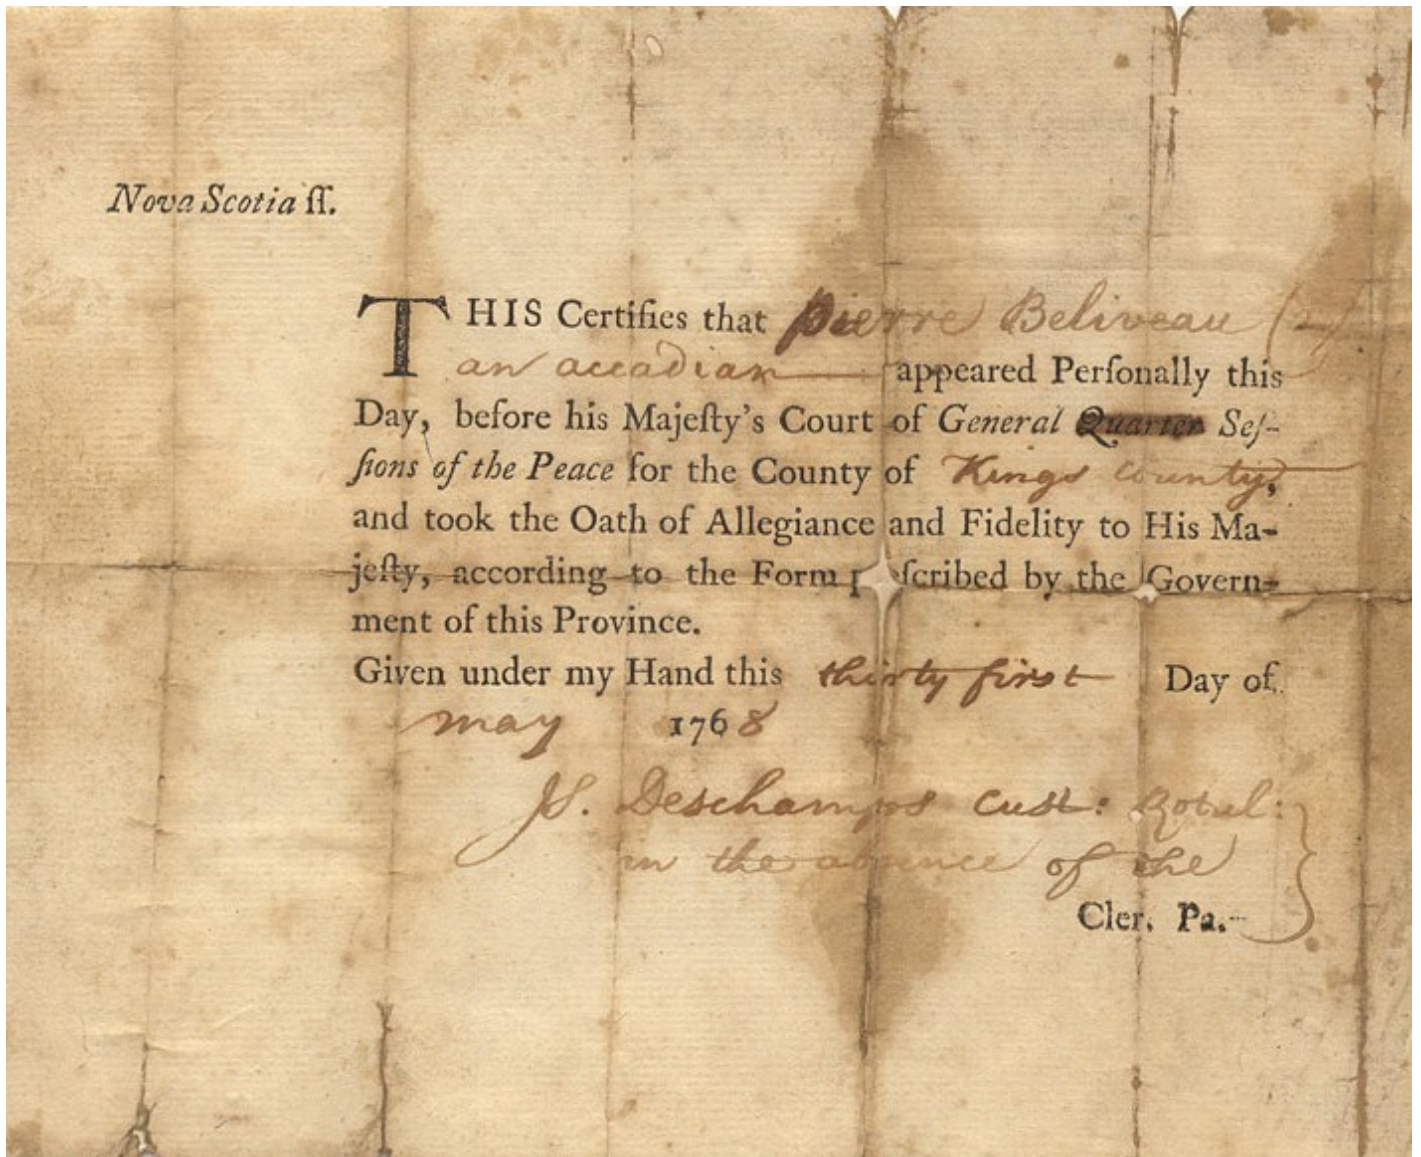 Nova Scotia ſſ.
THIS Certifies that Pierre Beliveau
an accadian appeared Perſonally this
Day, before his Majeſty's Court of General Quarter Seſ-
ſions of the Peace for the County of Kings County,
and took the Oath of Allegiance and Fidelity to His Ma-
jeſty, according to the Form ſcribed by the Govern-
ment of this Province.
Given under my Hand this thirty first Day of
may 1768
Deschamps Cust: Rotul:
in the absence of the
Cler. Pa.